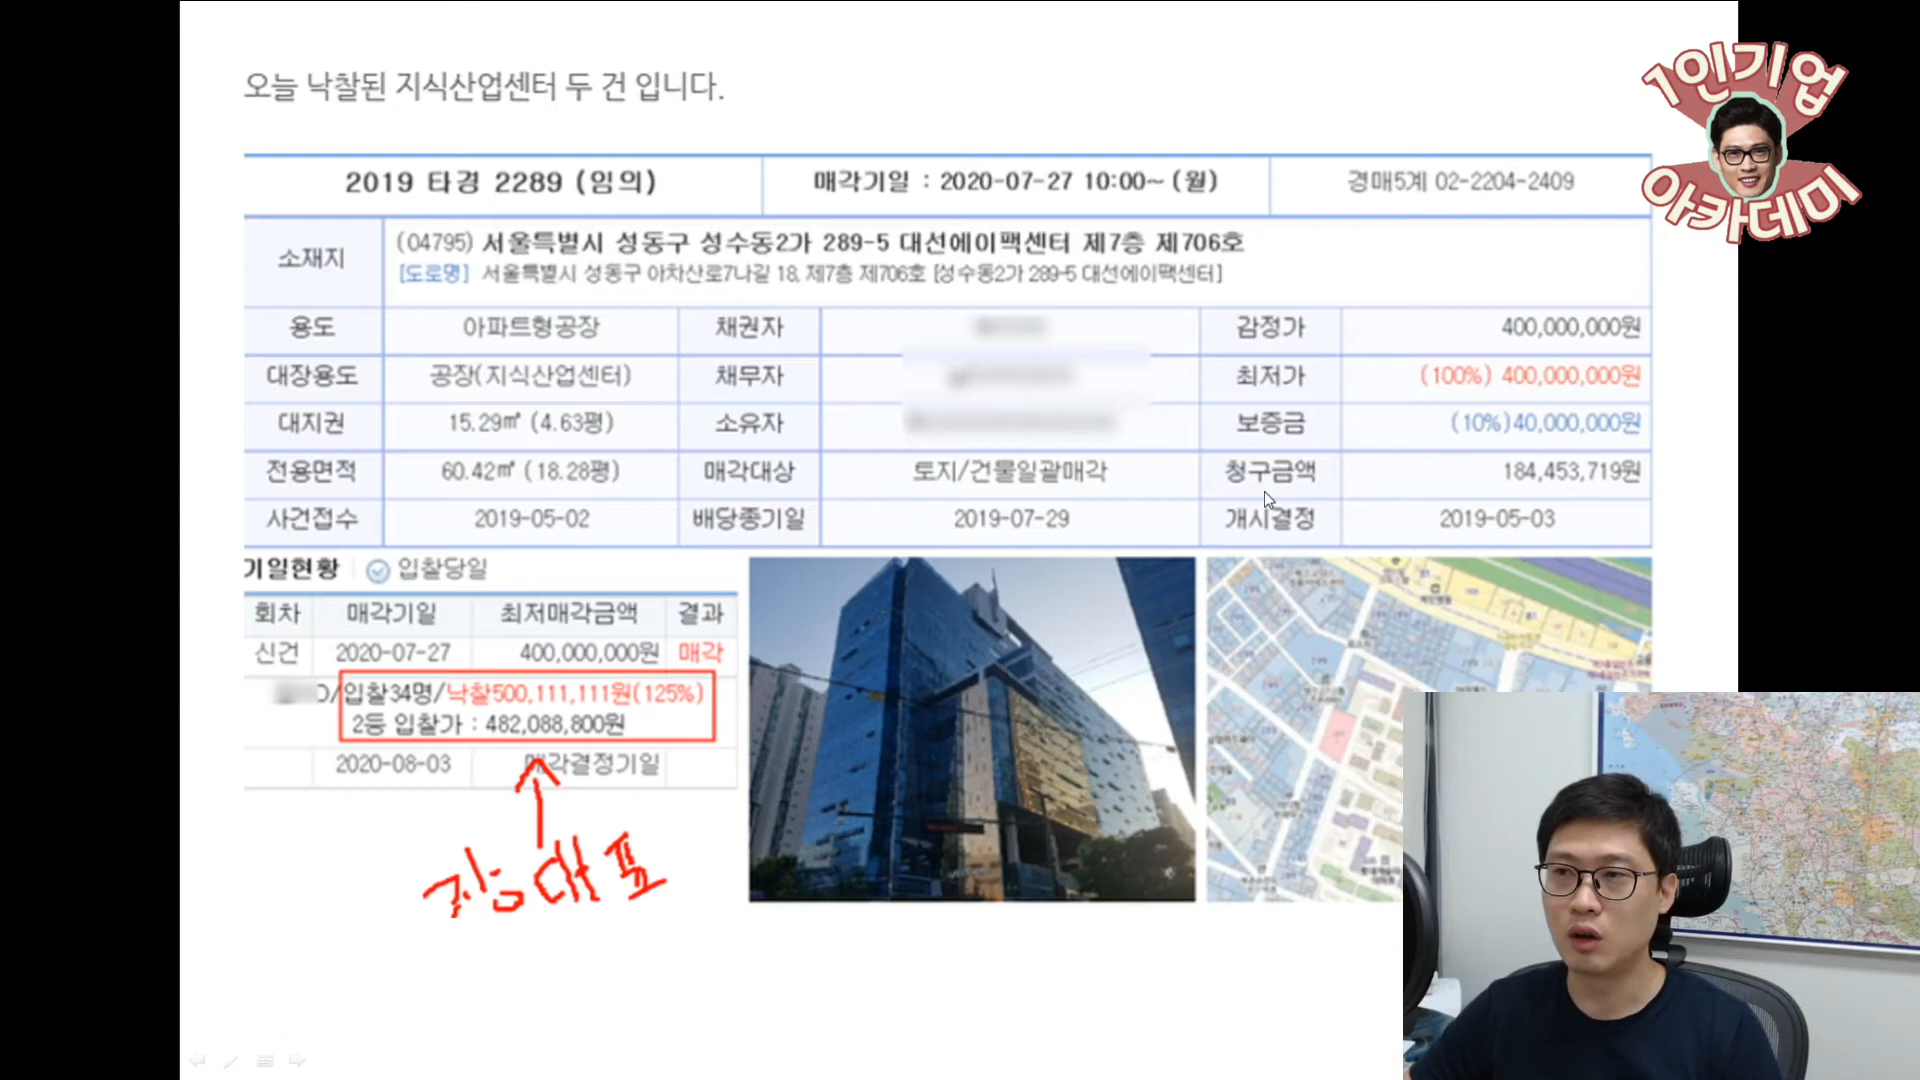 오늘 낙찰된 지식산업센터 두 건 입니다.
1인기업
아카데미
2019 타경 2289 (임의)
매각기일 : 2020-07-27 10:00~ (월)
경매5계 02-2204-2409
소재지
(04795) 서울특별시 성동구 성수동2가 289-5 대선에이팩센터 제7층 제706호
[도로명] 서울특별시 성동구 아차산로7나길 18, 제7층 제706호 [성수동2가 289-5 대선에이팩센터]
용도 아파트형공장 채권자 감정가 400,000,000원
대장용도 공장(지식산업센터) 채무자 최저가 (100%) 400,000,000원
대지권 15.29㎡ (4.63평) 소유자 보증금 (10%)40,000,000원
전용면적 60.42㎡ (18.28평) 매각대상 토지/건물일괄매각 청구금액 184,453,719원
사건접수 2019-05-02 배당종기일 2019-07-29 개시결정 2019-05-03
기일현황 입찰당일
회차 매각기일 최저매각금액 결과
신건 2020-07-27 400,000,000원 매각
/입찰34명/낙찰500,111,111원(125%)
2등 입찰가 : 482,088,800원
2020-08-03 매각결정기일
장대표